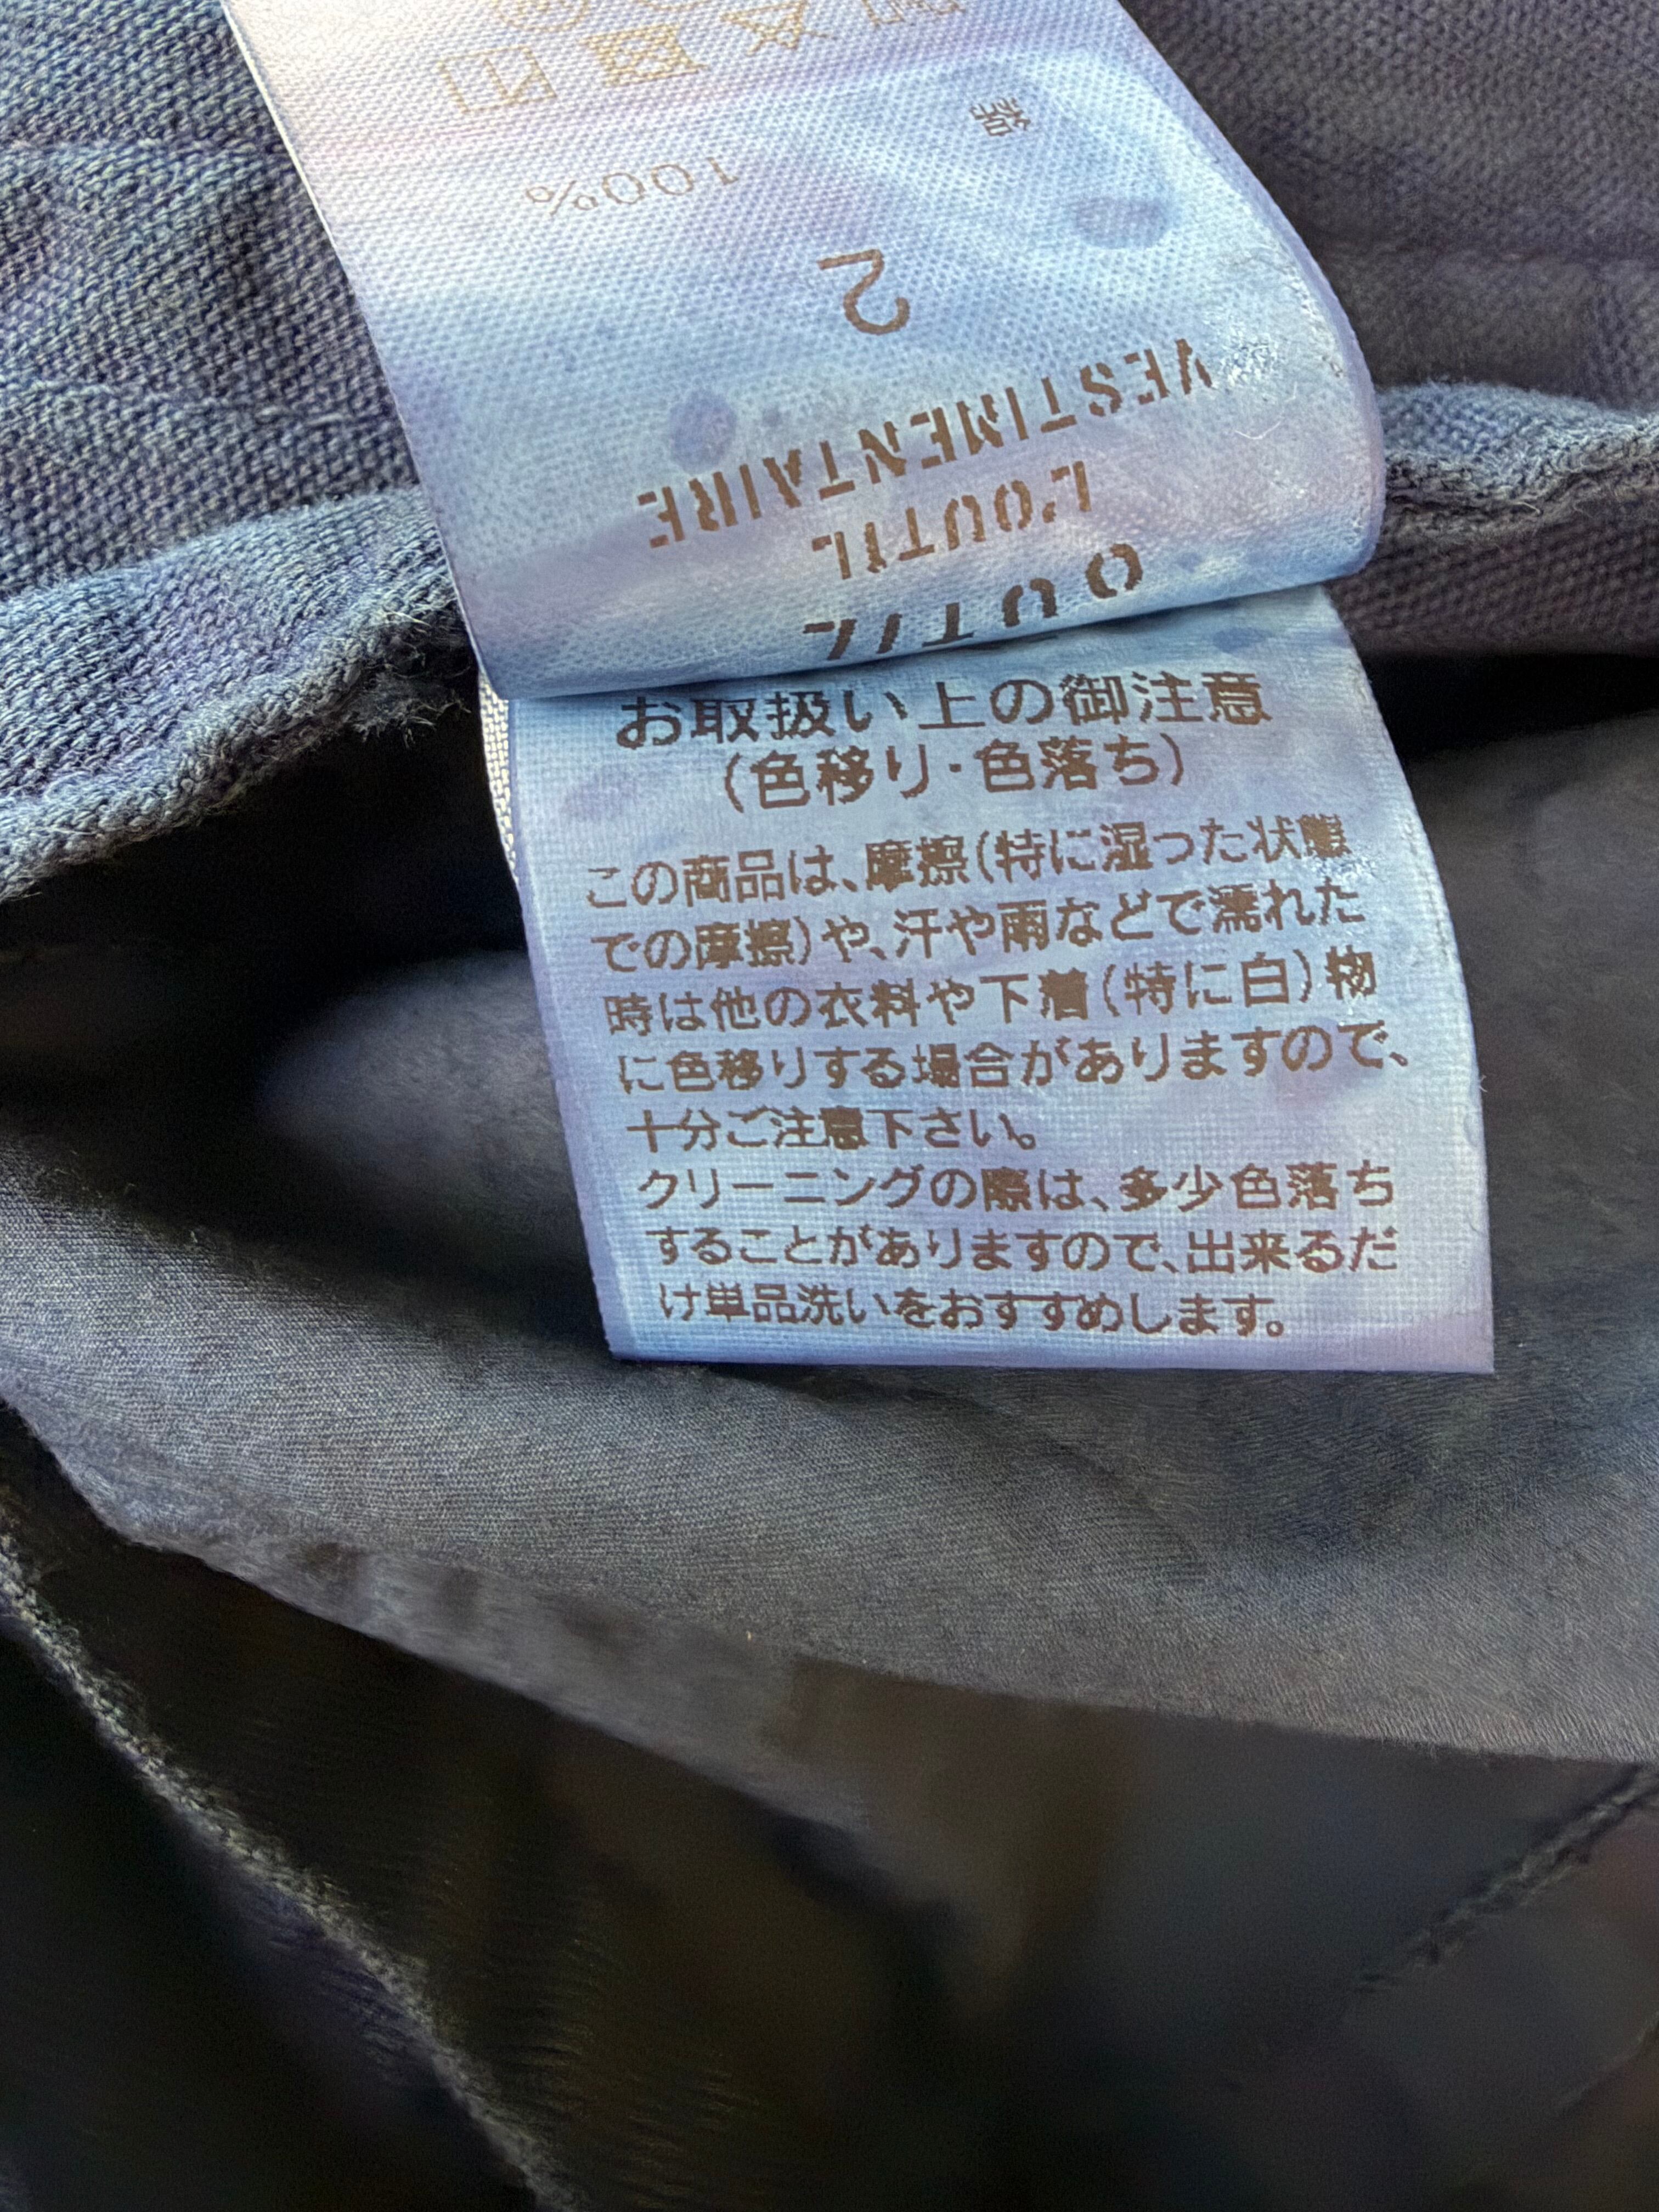 OUTIL
L'OUTIL
VESTIMENTAIRE
2
綿 100%
お取扱い上の御注意
(色移り・色落ち)
この商品は、摩擦(特に湿った状態
での摩擦)や、汗や雨などで濡れた
時は他の衣料や下着(特に白)物
に色移りする場合がありますので、
十分ご注意下さい。
クリーニングの際は、多少色落ち
することがありますので、出来るだ
け単品洗いをおすすめします。